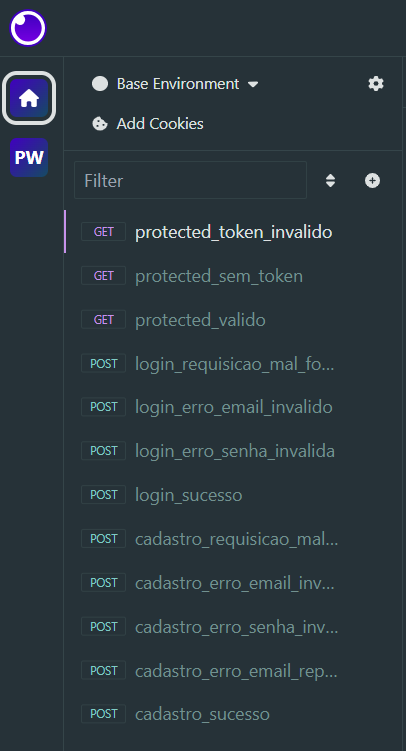 Base Environment
Add Cookies
PW
Filter
GET protected_token_invalido
GET protected_sem_token
GET protected_valido
POST login_requisicao_mal_fo...
POST login_erro_email_invalido
POST login_erro_senha_invalida
POST login_sucesso
POST cadastro_requisicao_mal...
POST cadastro_erro_email_inv...
POST cadastro_erro_senha_inv...
POST cadastro_erro_email_rep...
POST cadastro_sucesso